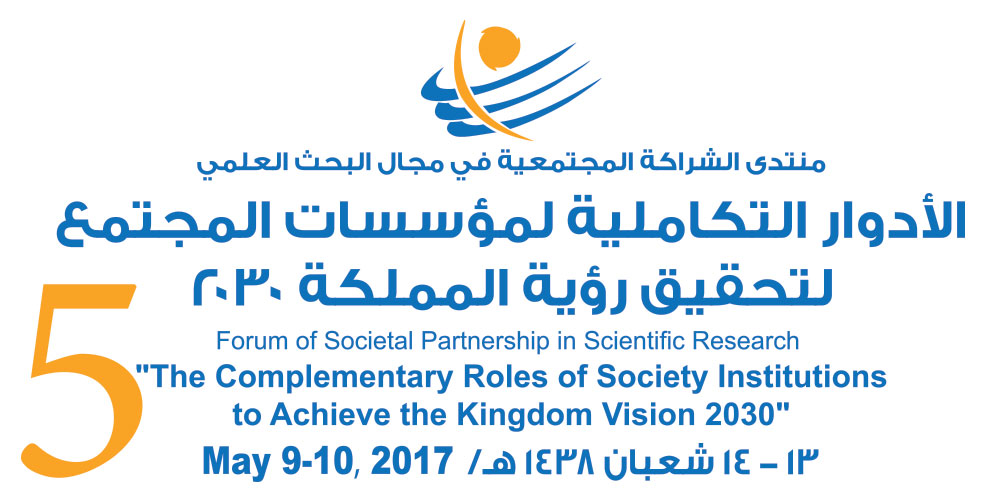 منتدى الشراكة المجتمعية في مجال البحث العلمي
الأدوار التكاملية لمؤسسات المجتمع
لتحقيق رؤية المملكة ٢٠٣٠
5
Forum of Societal Partnership in Scientific Research
"The Complementary Roles of Society Institutions
to Achieve the Kingdom Vision 2030"
May 9-10, 2017 /١٣ – ١٤ شعبان ١٤٣٨ هـ